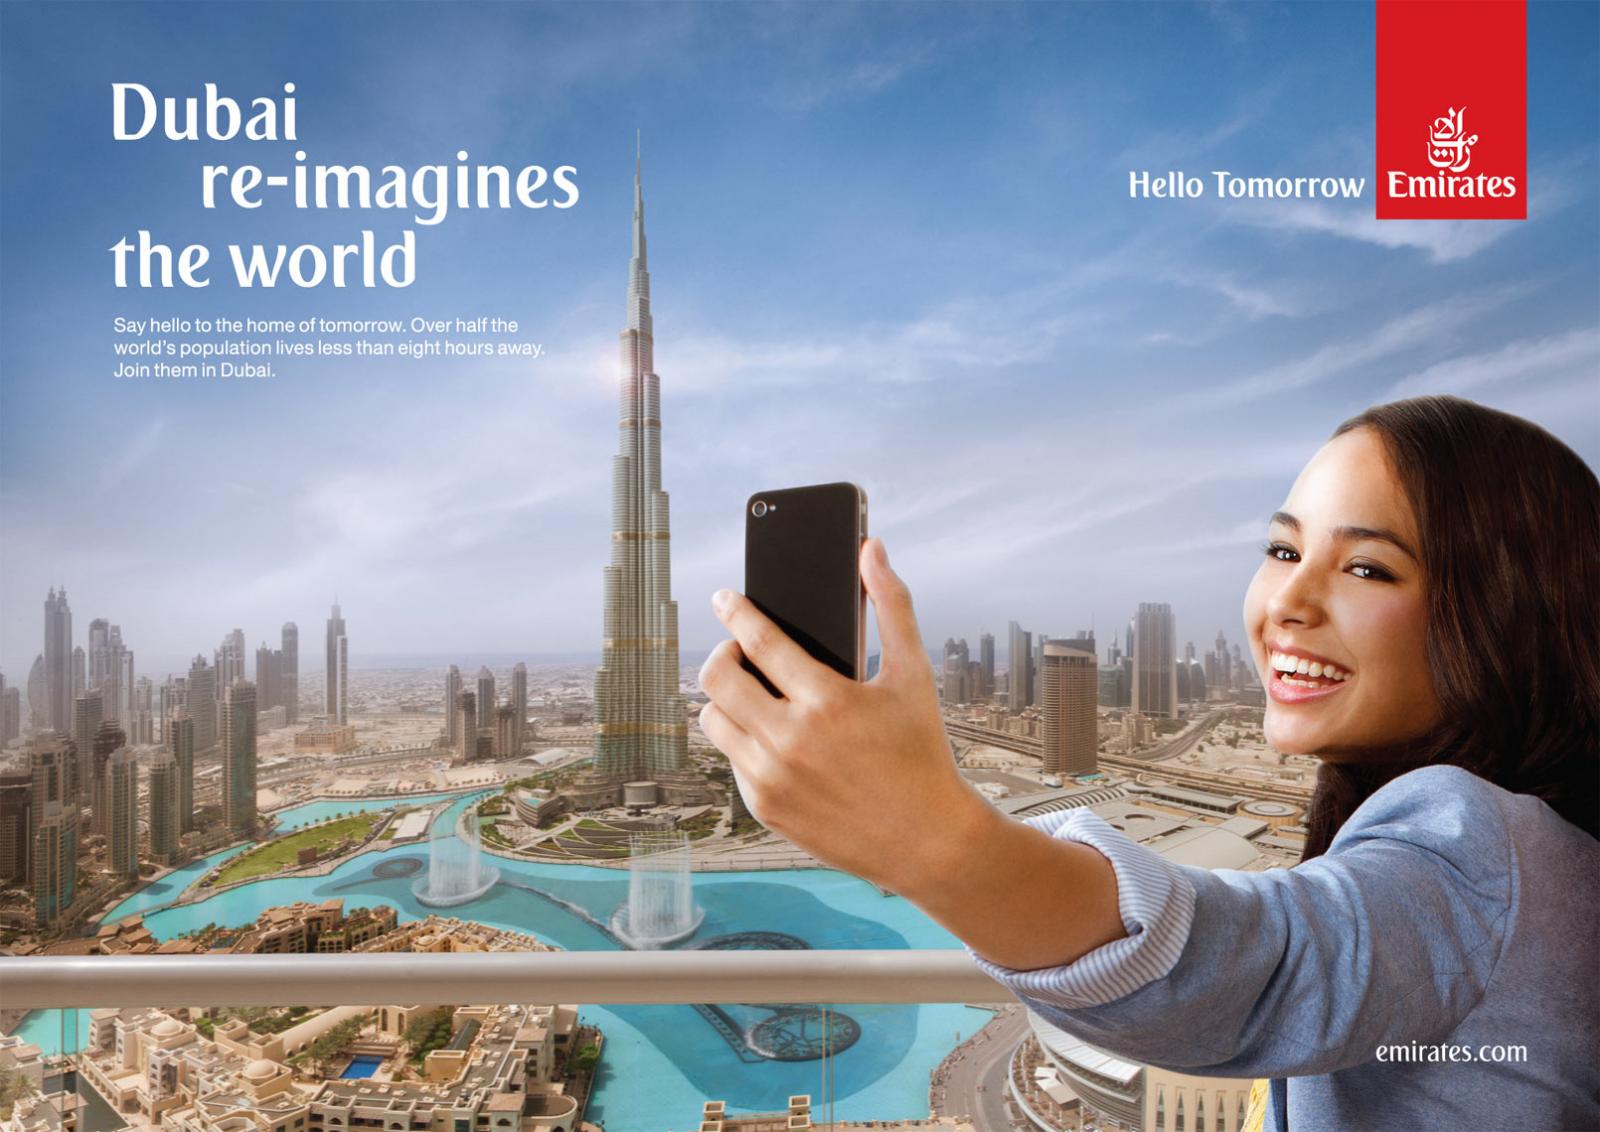 Dubai
re-imagines
the world
Say hello to the home of tomorrow. Over half the
world's population lives less than eight hours away.
Join them in Dubai.
Hello Tomorrow
الإمارات
Emirates
emirates.com